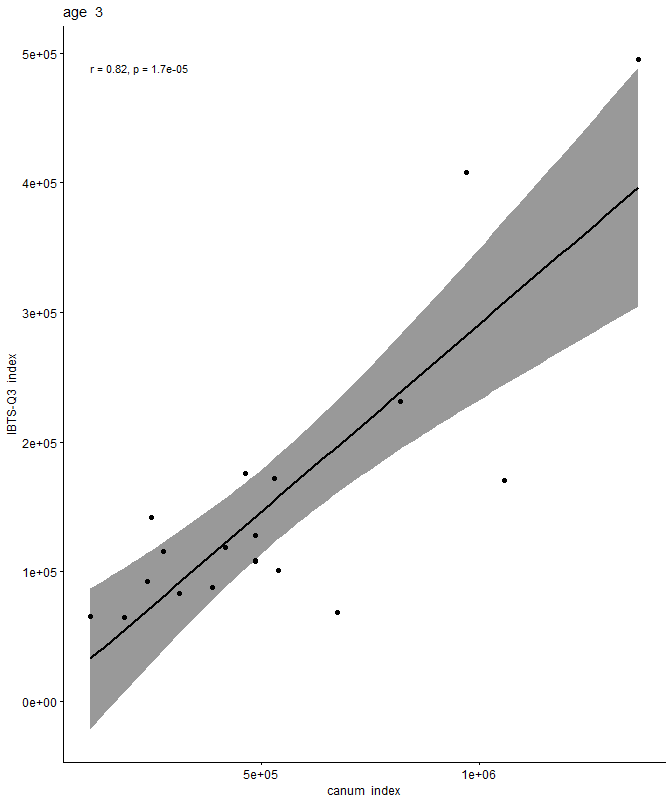 age 3
r = 0.82, p = 1.7e-05
5e+05
4e+05
3e+05
2e+05
1e+05
0e+00
IBTS-Q3 index
5e+05 1e+06
canum index